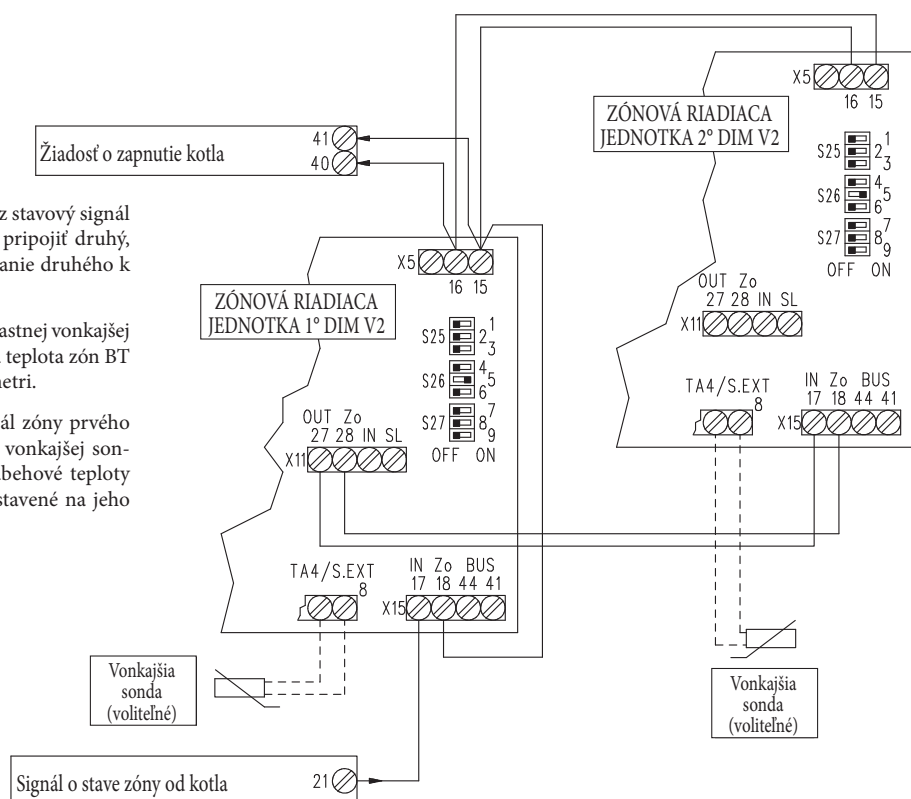 Žiadosť o zapnutie kotla
41
40
z stavový signál
pripojiť druhý,
anie druhého k
astnej vonkajšej
teplota zón BT
netri.
ál zóny prvého
vonkajšej son-
ábehové teploty
stavené na jeho
X5
16 15
ZÓNOVÁ RIADIACA
JEDNOTKA 1° DIM V2
S25
1
2
3
S26
4
5
6
S27
7
8
9
OFF ON
OUT Zo
27 28 IN SL
X11
TA4/S.EXT
8
IN Zo BUS
17 18 44 41
X15
Vonkajšia
sonda
(voliteľné)
Signál o stave zóny od kotla
21
X5
16 15
ZÓNOVÁ RIADIACA
JEDNOTKA 2° DIM V2
S25
1
2
3
S26
4
5
6
S27
7
8
9
OFF ON
OUT Zo
27 28 IN SL
X11
TA4/S.EXT
8
IN Zo BUS
17 18 44 41
X15
Vonkajšia
sonda
(voliteľné)